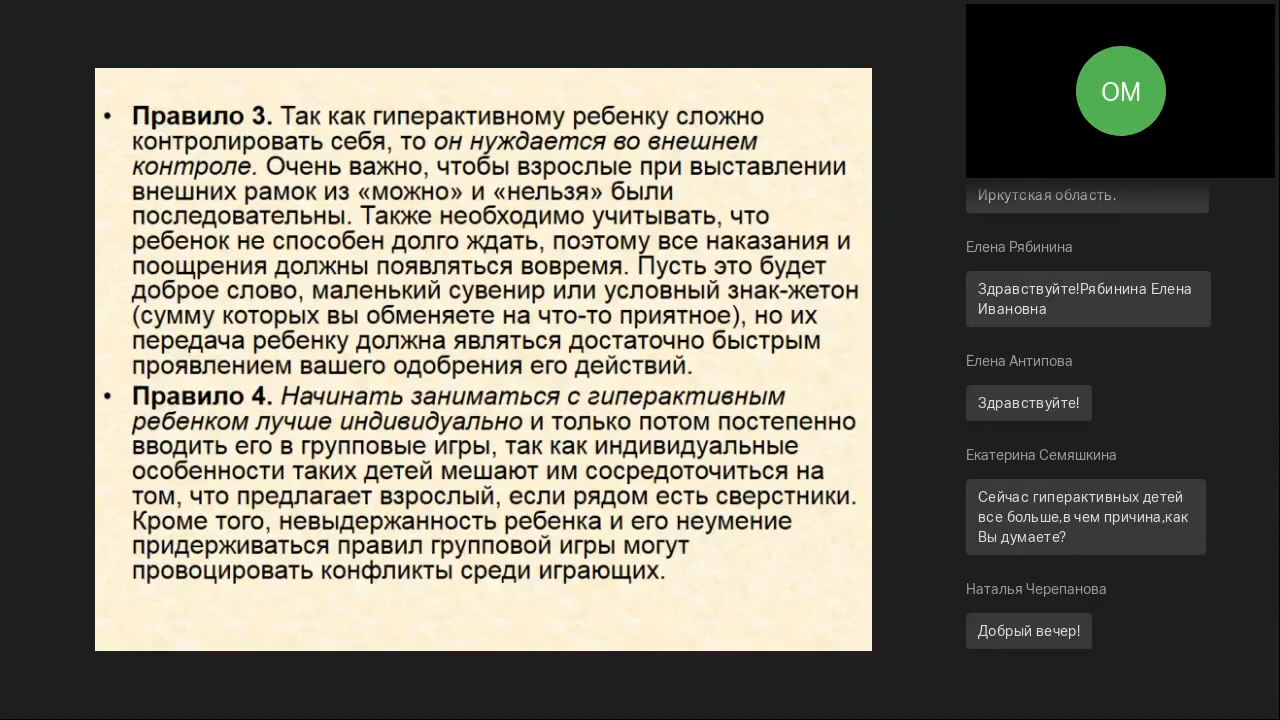 • Правило 3. Так как гиперактивному ребенку сложно
контролировать себя, то он нуждается во внешнем
контроле. Очень важно, чтобы взрослые при выставлении
внешних рамок из «можно» и «нельзя» были
последовательны. Также необходимо учитывать, что
ребенок не способен долго ждать, поэтому все наказания и
поощрения должны появляться вовремя. Пусть это будет
доброе слово, маленький сувенир или условный знак-жетон
(сумму которых вы обменяете на что-то приятное), но их
передача ребенку должна являться достаточно быстрым
проявлением вашего одобрения его действий.
• Правило 4. Начинать заниматься с гиперактивным
ребенком лучше индивидуально и только потом постепенно
вводить его в групповые игры, так как индивидуальные
особенности таких детей мешают им сосредоточиться на
том, что предлагает взрослый, если рядом есть сверстники.
Кроме того, невыдержанность ребенка и его неумение
придерживаться правил групповой игры могут
провоцировать конфликты среди играющих.
ОМ
Иркутская область.
Елена Рябинина
Здравствуйте!Рябинина Елена
Ивановна
Елена Антипова
Здравствуйте!
Екатерина Семяшкина
Сейчас гиперактивных детей
все больше,в чем причина,как
Вы думаете?
Наталья Черепанова
Добрый вечер!